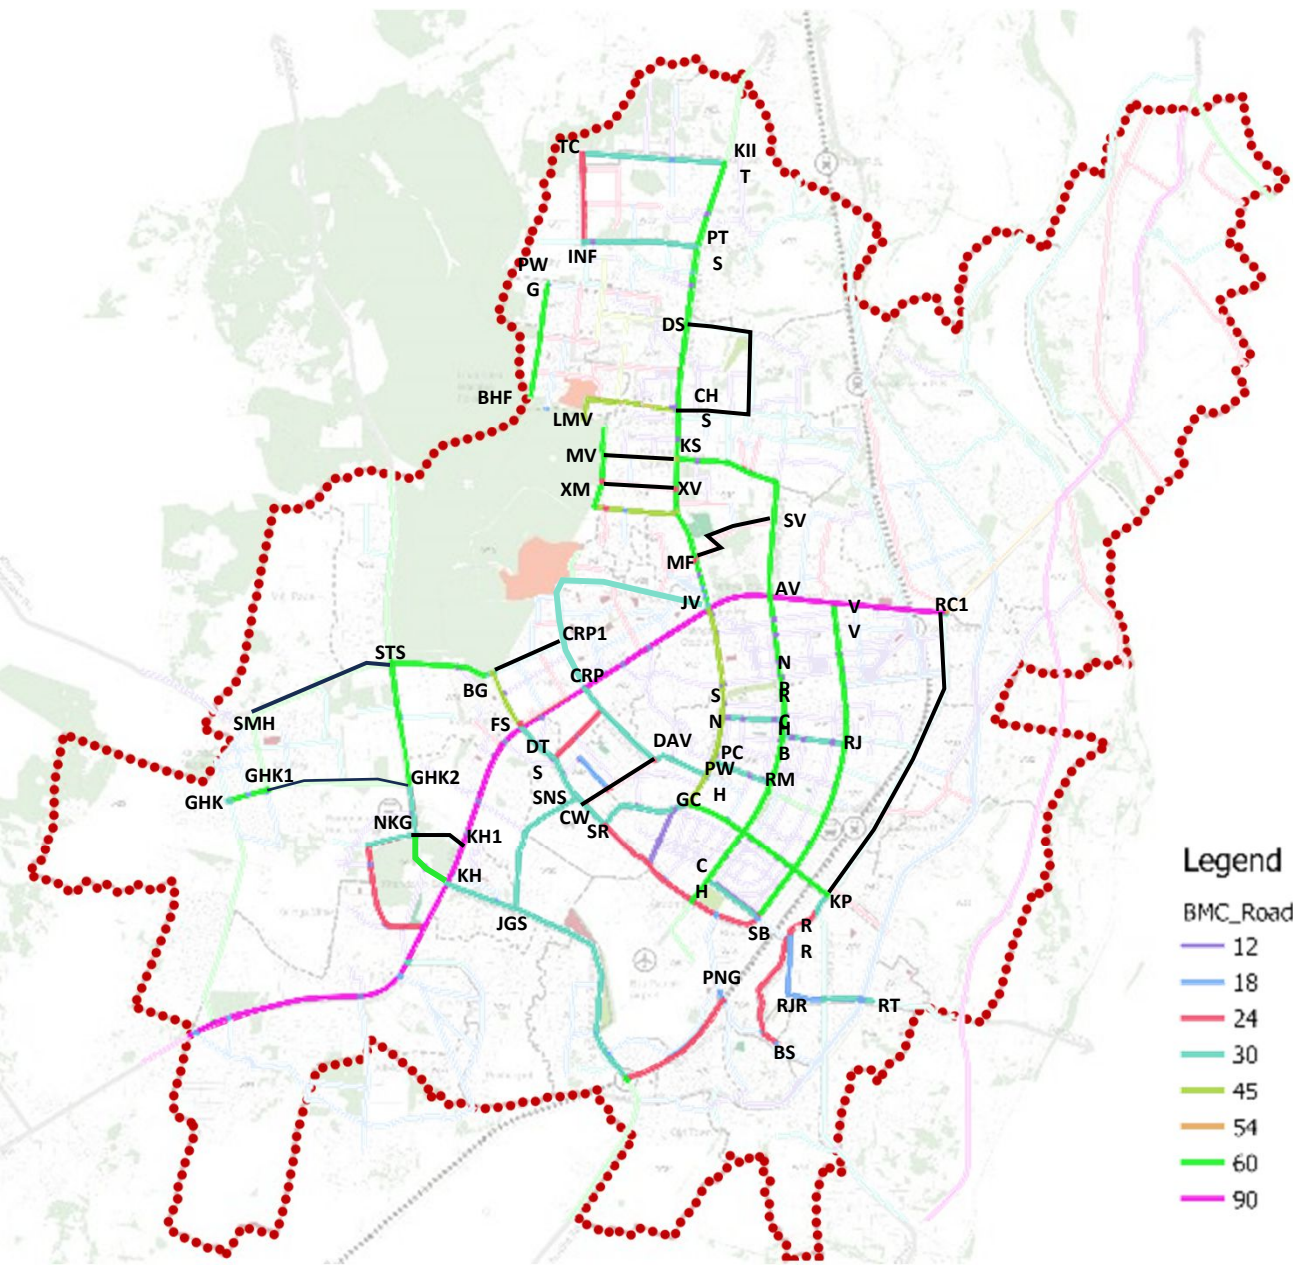 TC
KII
T
INF
PT
S
PW
G
DS
BHF
CH
S
LMV
KS
MV
XM
XV
SV
MF
JV
AV
V
V
RC1
CRP1
STS
CRP
BG
N
SMH
FS
S
R
N
DT
S
DAV
PC
H
B
RJ
GHK1
GHK2
PW
H
RM
GHK
SNS
GC
CW
NKG
KH1
SR
KH
C
H
KP
JGS
SB
R
R
PNG
RJR
RT
BS
Legend
BMC_Road
12
18
24
30
45
54
60
90